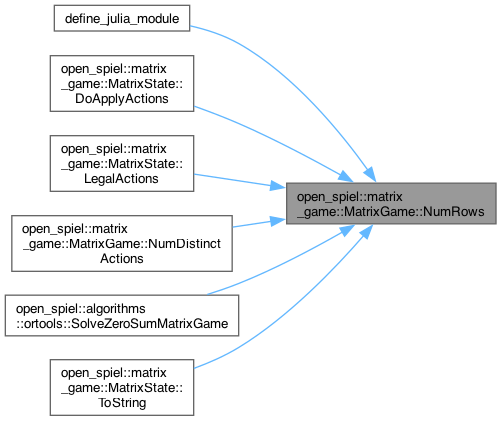 define_julia_module
open_spiel::matrix
_game::MatrixState::
DoApplyActions
open_spiel::matrix
_game::MatrixState::
LegalActions
open_spiel::matrix
_game::MatrixGame::NumRows
open_spiel::matrix
_game::MatrixGame::NumDistinct
Actions
open_spiel::algorithms
::ortools::SolveZeroSumMatrixGame
open_spiel::matrix
_game::MatrixState::
ToString